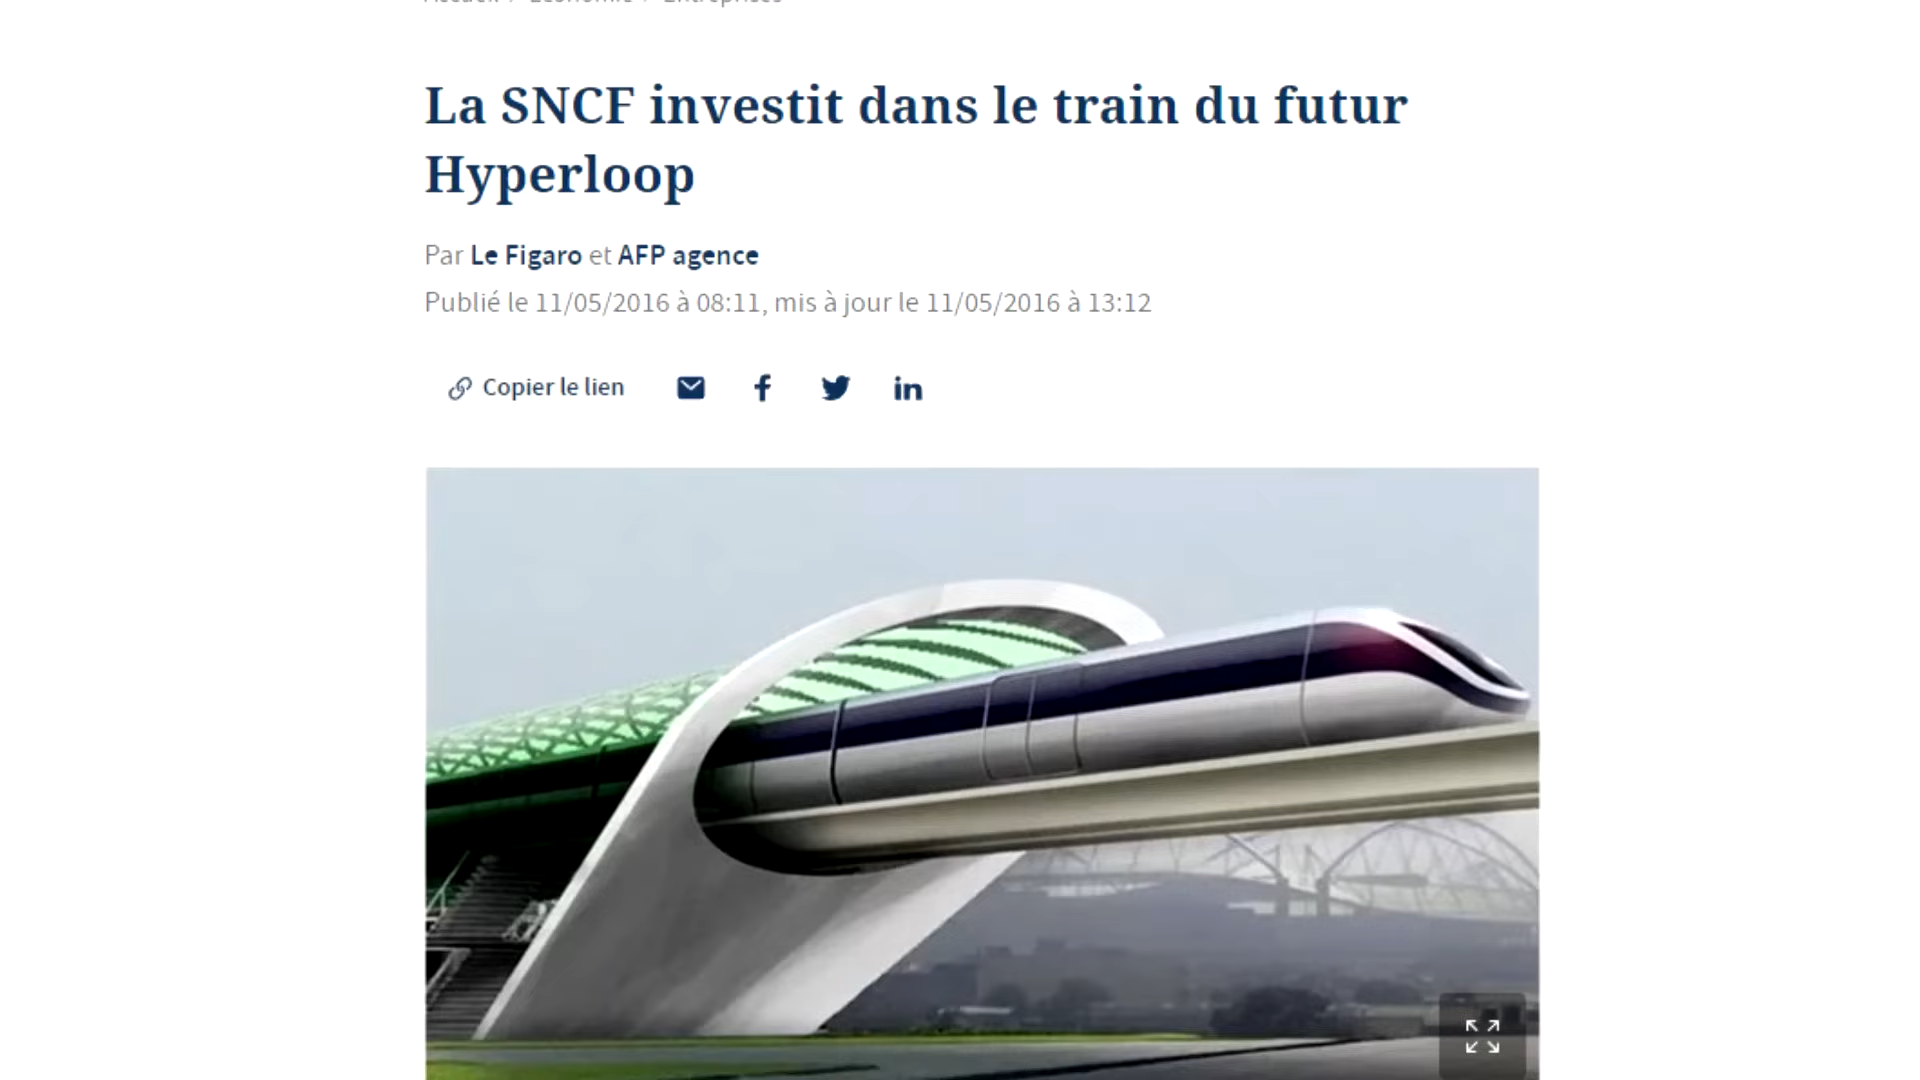 La SNCF investit dans le train du futur
Hyperloop
Par Le Figaro et AFP agence
Publié le 11/05/2016 à 08:11, mis à jour le 11/05/2016 à 13:12
Copier le lien